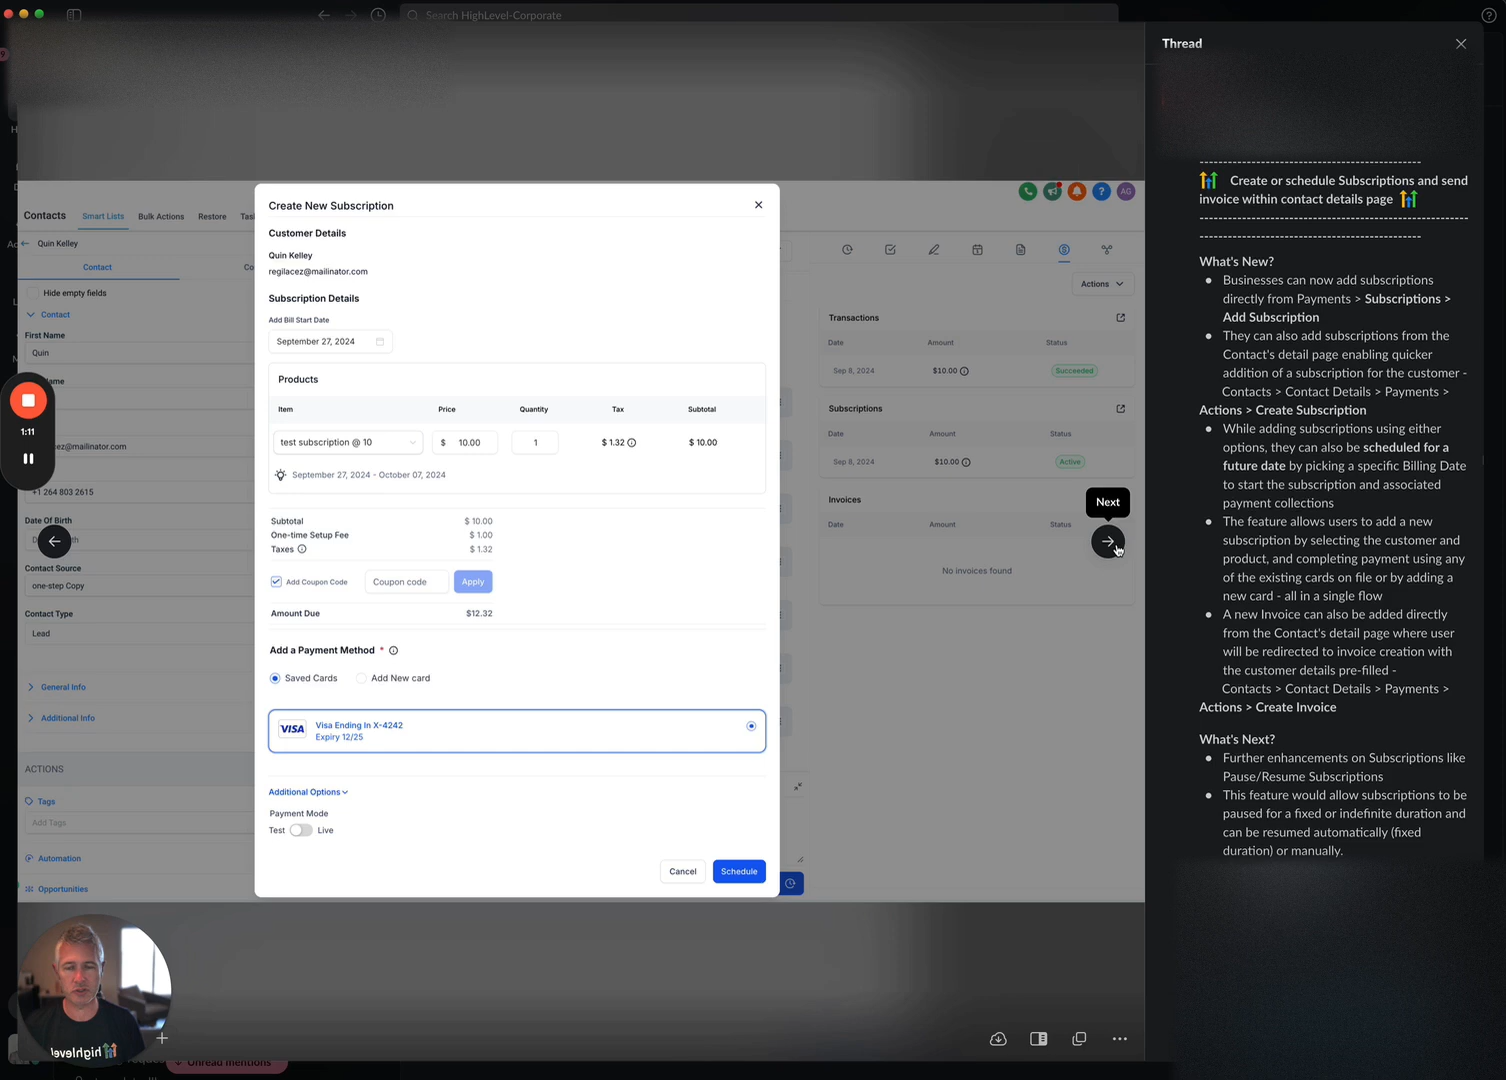 Search HighLevel-Corporate
Thread
Create or schedule Subscriptions and send
invoice within contact details page
What's New?
Businesses can now add subscriptions
directly from Payments > Subscriptions >
Add Subscription
They can also add subscriptions from the
Contact's detail page enabling quicker
addition of a subscription for the customer -
Contacts > Contact Details > Payments >
Actions > Create Subscription
While adding subscriptions using either
options, they can also be scheduled for a
future date by picking a specific Billing Date
to start the subscription and associated
payment collections
The feature allows users to add a new
subscription by selecting the customer and
product, and completing payment using any
of the existing cards on file or by adding a
new card - all in a single flow
A new Invoice can also be added directly
from the Contact's detail page where user
will be redirected to invoice creation with
the customer details pre-filled -
Contacts > Contact Details > Payments >
Actions > Create Invoice
What's Next?
Further enhancements on Subscriptions like
Pause/Resume Subscriptions
This feature would allow subscriptions to be
paused for a fixed or indefinite duration and
can be resumed automatically (fixed
duration) or manually.
Contacts Smart Lists Bulk Actions Restore
AG
Quin Kelley
Contact
Hide empty fields
Contact
First Name
Quin
ez@mailinator.com
+1 264 803 2615
Date Of Birth
Contact Source
one-step Copy
Contact Type
Lead
General Info
Additional Info
ACTIONS
Tags
Add Tags
Automation
Opportunities
1:11
Create New Subscription
Customer Details
Quin Kelley
regilacez@mailinator.com
Subscription Details
Add Bill Start Date
September 27, 2024
Products
Item Price Quantity Tax Subtotal
test subscription @ 10 $ 10.00 1 $ 1.32 $ 10.00
September 27, 2024 - October 07, 2024
Subtotal $ 10.00
One-time Setup Fee $ 1.00
Taxes $ 1.32
Add Coupon Code Coupon code Apply
Amount Due $12.32
Add a Payment Method *
Saved Cards Add New card
VISA Visa Ending In X-4242
Expiry 12/25
Additional Options
Payment Mode
Test Live
Cancel Schedule
Actions
Transactions
Date Amount Status
Sep 8, 2024 $10.00 Succeeded
Subscriptions
Date Amount Status
Sep 8, 2024 $10.00 Active
Invoices
Date Amount Status
No invoices found
Next
highlevel
Unread mentions